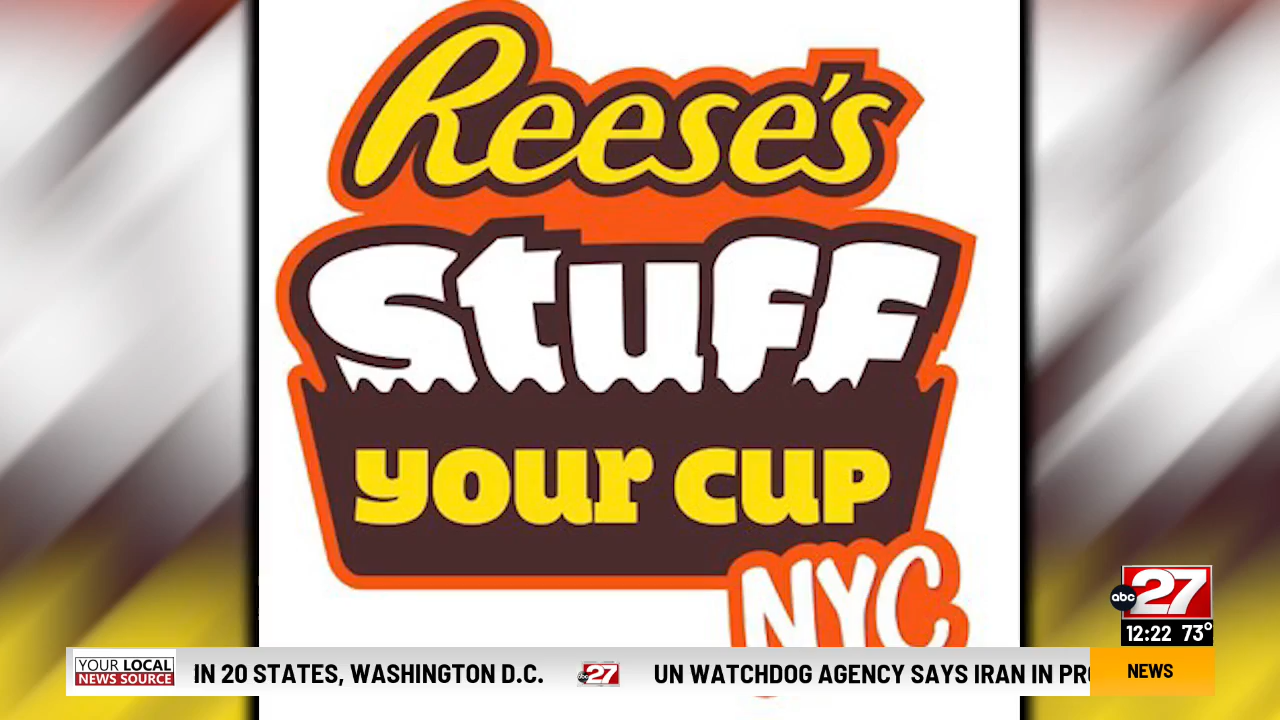 Reese's
Stuff
your cup
NYC
abc 27
12:22 73°
YOUR LOCAL
NEWS SOURCE
IN 20 STATES, WASHINGTON D.C.
abc 27
UN WATCHDOG AGENCY SAYS IRAN IN
NEWS